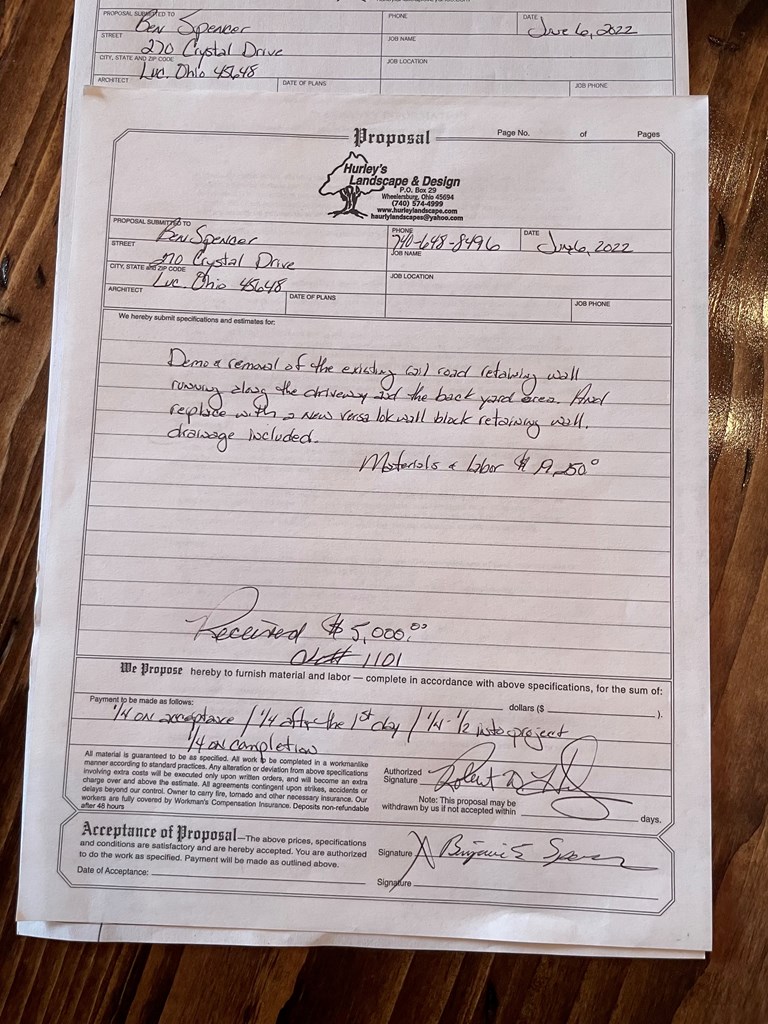 PROPOSAL SUBMITTED TO
Ben Spencer
PHONE
DATE
June 6, 2022
STREET
270 Crystal Drive
JOB NAME
CITY, STATE AND ZIP CODE
Luc. Ohio 45648
JOB LOCATION
ARCHITECT
DATE OF PLANS
JOB PHONE
Proposal
Page No. of Pages
Hurley's
Landscape & Design
P.O. Box 29
Wheelersburg, Ohio 45694
(740) 574-4999
www.hurleylandscape.com
haurlylandscapes@yahoo.com
PROPOSAL SUBMITTED TO
Ben Spencer
PHONE
740-648-8496
DATE
June 6, 2022
STREET
270 Crystal Drive
JOB NAME
CITY, STATE AND ZIP CODE
Luc. Ohio 45648
JOB LOCATION
ARCHITECT
DATE OF PLANS
JOB PHONE
We hereby submit specifications and estimates for:
Demo & removal of the existing rail road retaining wall
running along the driveway and the back yard area. And
replace with a new versa lok wall block retaining wall.
drainage included.
Materials & labor $ 19,250
Received $ 5,000.00
1101
We Propose hereby to furnish material and labor — complete in accordance with above specifications, for the sum of:
dollars ($ ).
Payment to be made as follows:
1/4 on acceptance / 1/4 after the 1st day / 1/4 - 1/2 into project
1/4 on completion
All material is guaranteed to be as specified. All work to be completed in a workmanlike
manner according to standard practices. Any alteration or deviation from above specifications
involving extra costs will be executed only upon written orders, and will become an extra
charge over and above the estimate. All agreements contingent upon strikes, accidents or
delays beyond our control. Owner to carry fire, tornado and other necessary insurance. Our
workers are fully covered by Workman's Compensation Insurance. Deposits non-refundable
after 48 hours
Authorized
Signature
Note: This proposal may be
withdrawn by us if not accepted within days.
Acceptance of Proposal—The above prices, specifications
and conditions are satisfactory and are hereby accepted. You are authorized
to do the work as specified. Payment will be made as outlined above.
Date of Acceptance:
Signature X
Signature